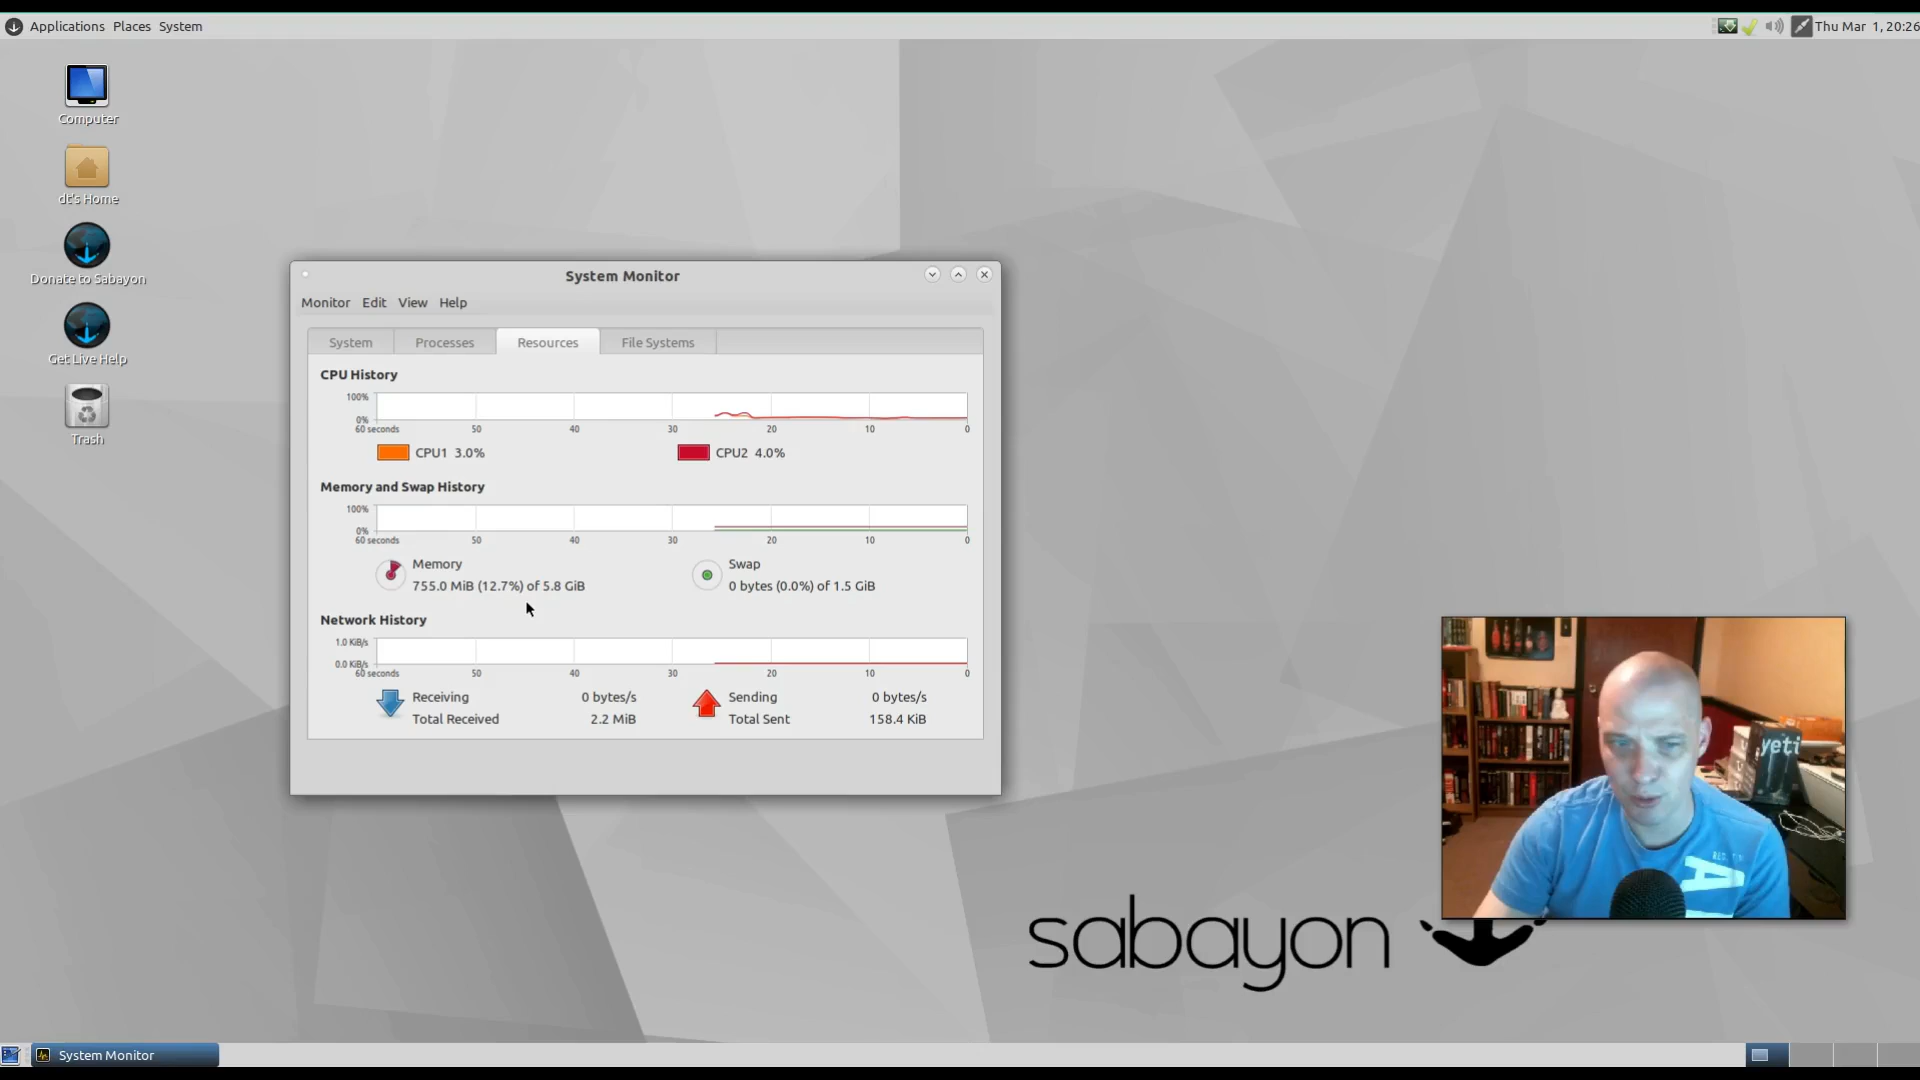 Applications Places System
Thu Mar 1, 20:26
Computer
dt's Home
Donate to Sabayon
Get Live Help
Trash
System Monitor
Monitor Edit View Help
System Processes Resources File Systems
CPU History
100%
0%
60 seconds 50 40 30 20 10 0
CPU1 3.0% CPU2 4.0%
Memory and Swap History
100%
0%
60 seconds 50 40 30 20 10 0
Memory Swap
755.0 MiB (12.7%) of 5.8 GiB 0 bytes (0.0%) of 1.5 GiB
Network History
1.0 KiB/s
0.0 KiB/s
60 seconds 50 40 30 20 10 0
Receiving 0 bytes/s Sending 0 bytes/s
Total Received 2.2 MiB Total Sent 158.4 KiB
yeti
A
sabayon
System Monitor